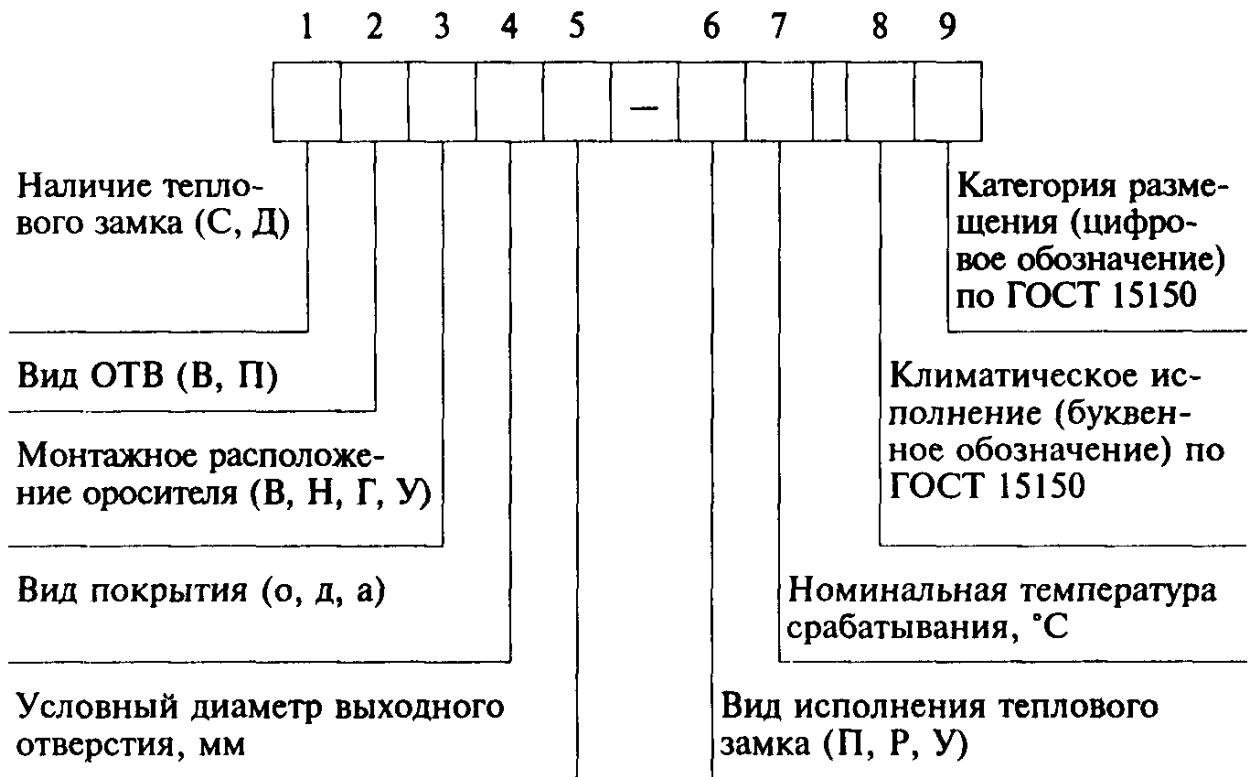 1 2 3 4 5 6 7 8 9
–
Наличие тепло-
вого замка (С, Д)
Вид ОТВ (В, П)
Монтажное расположе-
ние оросителя (В, Н, Г, У)
Вид покрытия (о, д, а)
Условный диаметр выходного
отверстия, мм
Категория разме-
щения (цифро-
вое обозначение)
по ГОСТ 15150
Климатическое ис-
полнение (буквен-
ное обозначение) по
ГОСТ 15150
Номинальная температура
срабатывания, °С
Вид исполнения теплового
замка (П, Р, У)